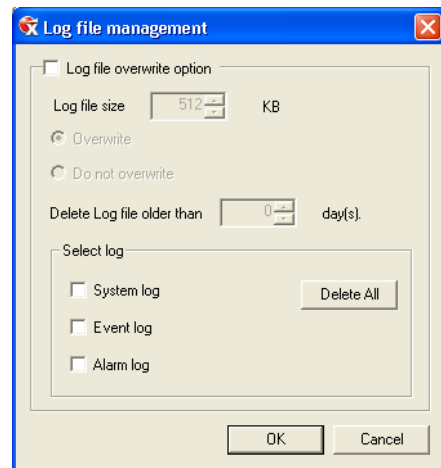 Log file management
Log file overwrite option
Log file size 512 KB
Overwrite
Do not overwrite
Delete Log file older than 0 day(s).
Select log
System log
Delete All
Event log
Alarm log
OK Cancel